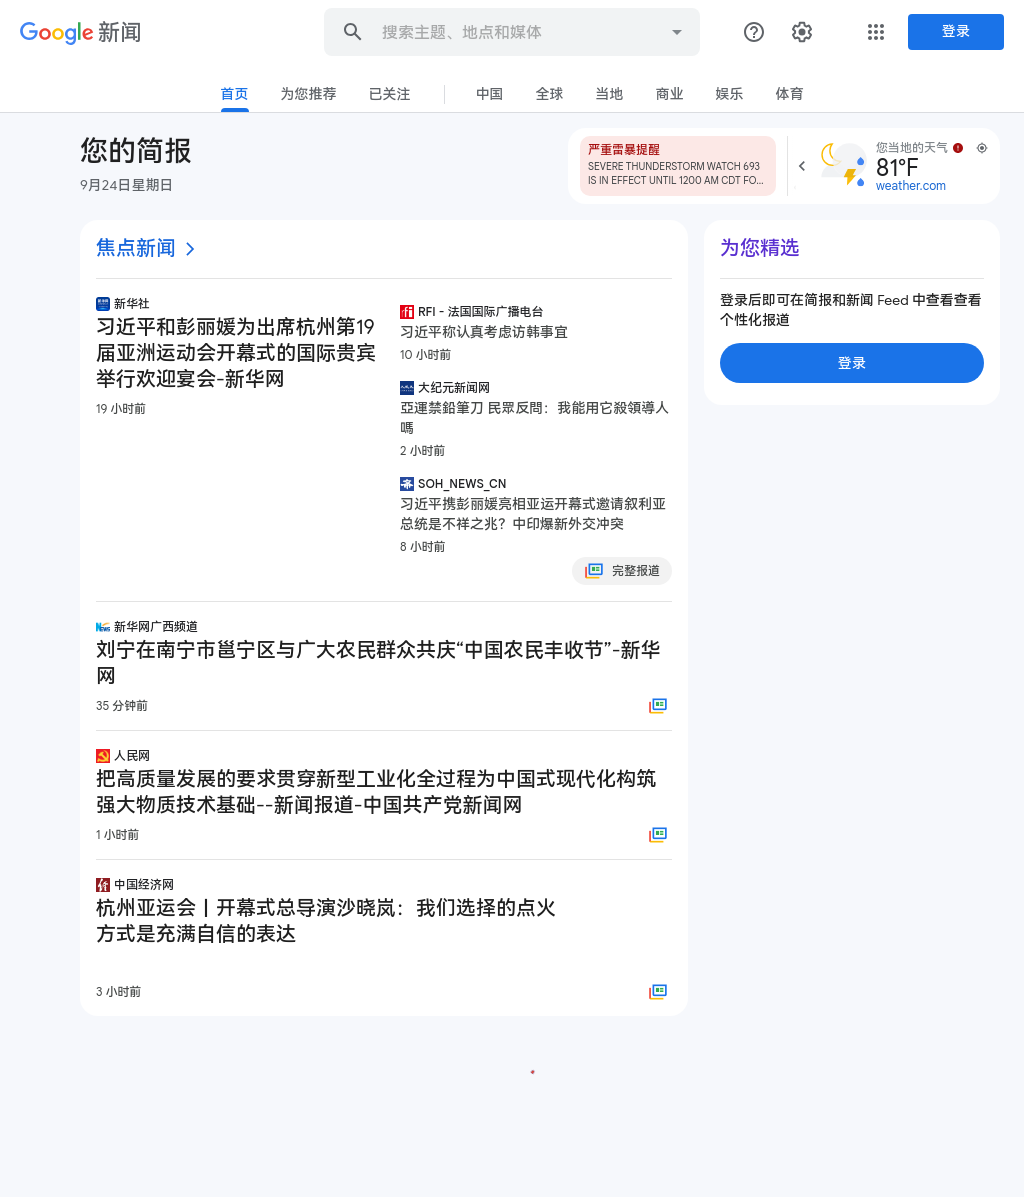 Google 新闻
搜索主题、地点和媒体
登录
首页
为您推荐
已关注
中国
全球
当地
商业
娱乐
体育
您的简报
9月24日星期日
严重雷暴提醒
SEVERE THUNDERSTORM WATCH 693
IS IN EFFECT UNTIL 1200 AM CDT FO…
您当地的天气
81°F
weather.com
焦点新闻
新华社
习近平和彭丽媛为出席杭州第19
届亚洲运动会开幕式的国际贵宾
举行欢迎宴会-新华网
19 小时前
RFI - 法国国际广播电台
习近平称认真考虑访韩事宜
10 小时前
大纪元新闻网
亞運禁鉛筆刀 民眾反問：我能用它殺領導人
嗎
2 小时前
SOH_NEWS_CN
习近平携彭丽媛亮相亚运开幕式邀请叙利亚
总统是不祥之兆？中印爆新外交冲突
8 小时前
完整报道
新华网广西频道
刘宁在南宁市邕宁区与广大农民群众共庆“中国农民丰收节”-新华
网
35 分钟前
人民网
把高质量发展的要求贯穿新型工业化全过程为中国式现代化构筑
强大物质技术基础--新闻报道-中国共产党新闻网
1 小时前
中国经济网
杭州亚运会丨开幕式总导演沙晓岚：我们选择的点火
方式是充满自信的表达
3 小时前
为您精选
登录后即可在简报和新闻 Feed 中查看查看
个性化报道
登录